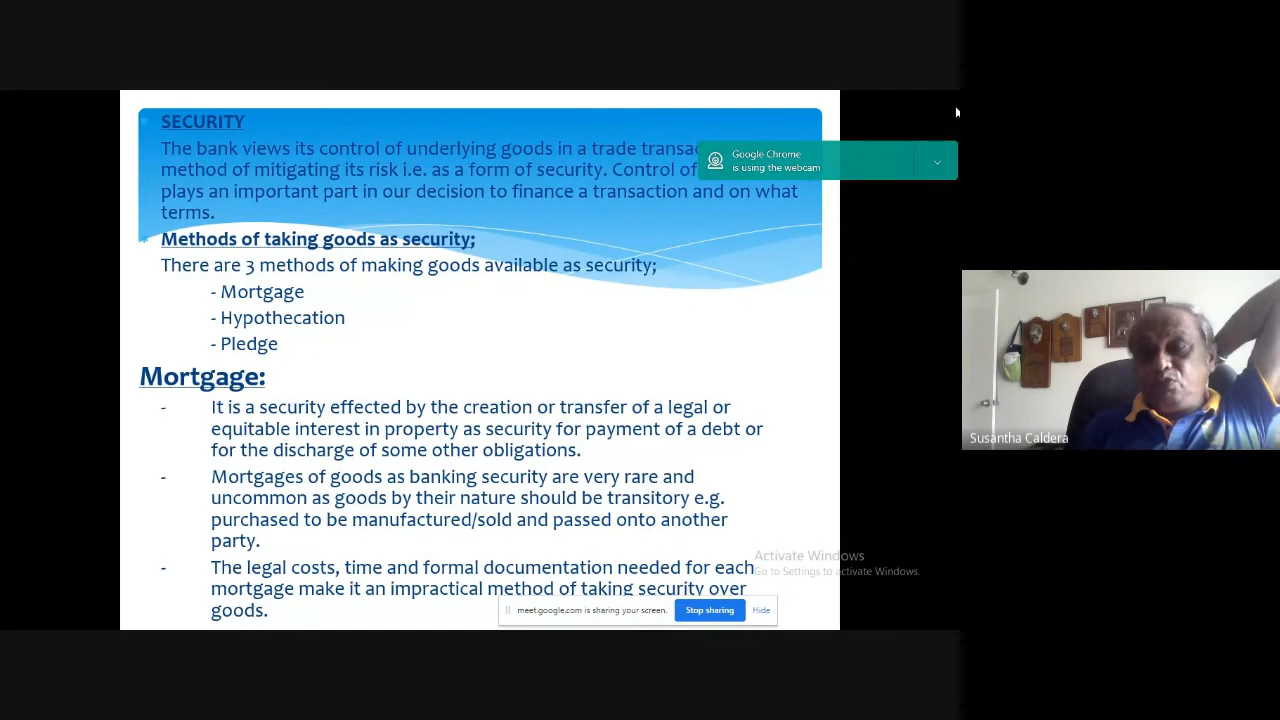 SECURITY
The bank views its control of underlying goods in a trade
method of mitigating its risk i.e. as a form of security. Control of
plays an important part in our decision to finance a transaction and on what
terms.
Methods of taking goods as security;
There are 3 methods of making goods available as security;
- Mortgage
- Hypothecation
- Pledge
Mortgage:
- It is a security effected by the creation or transfer of a legal or
equitable interest in property as security for payment of a debt or
for the discharge of some other obligations.
- Mortgages of goods as banking security are very rare and
uncommon as goods by their nature should be transitory e.g.
purchased to be manufactured/sold and passed onto another
party.
- The legal costs, time and formal documentation needed for each
mortgage make it an impractical method of taking security over
goods.
Google Chrome
is using the webcam
Susantha Caldera
Activate Windows
Go to Settings to activate Windows.
meet.google.com is sharing your screen.
Stop sharing
Hide